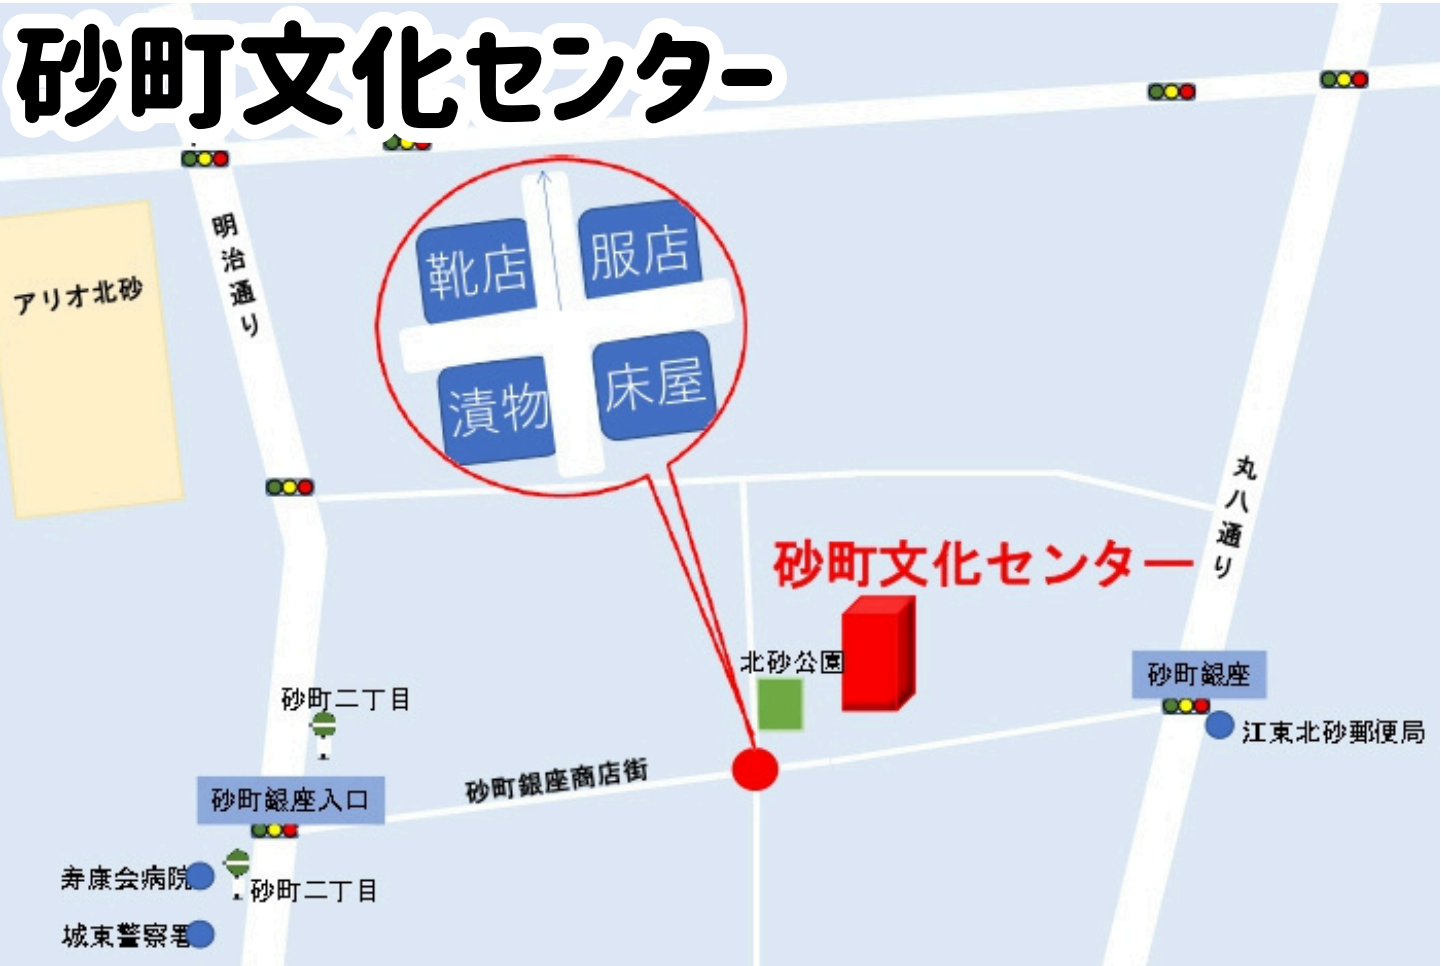 砂町文化センター
明治通り
アリオ北砂
靴店
服店
漬物
床屋
丸八通り
砂町文化センター
北砂公園
砂町銀座
江東北砂郵便局
砂町二丁目
砂町銀座商店街
砂町銀座入口
寿康会病院
砂町二丁目
城東警察署